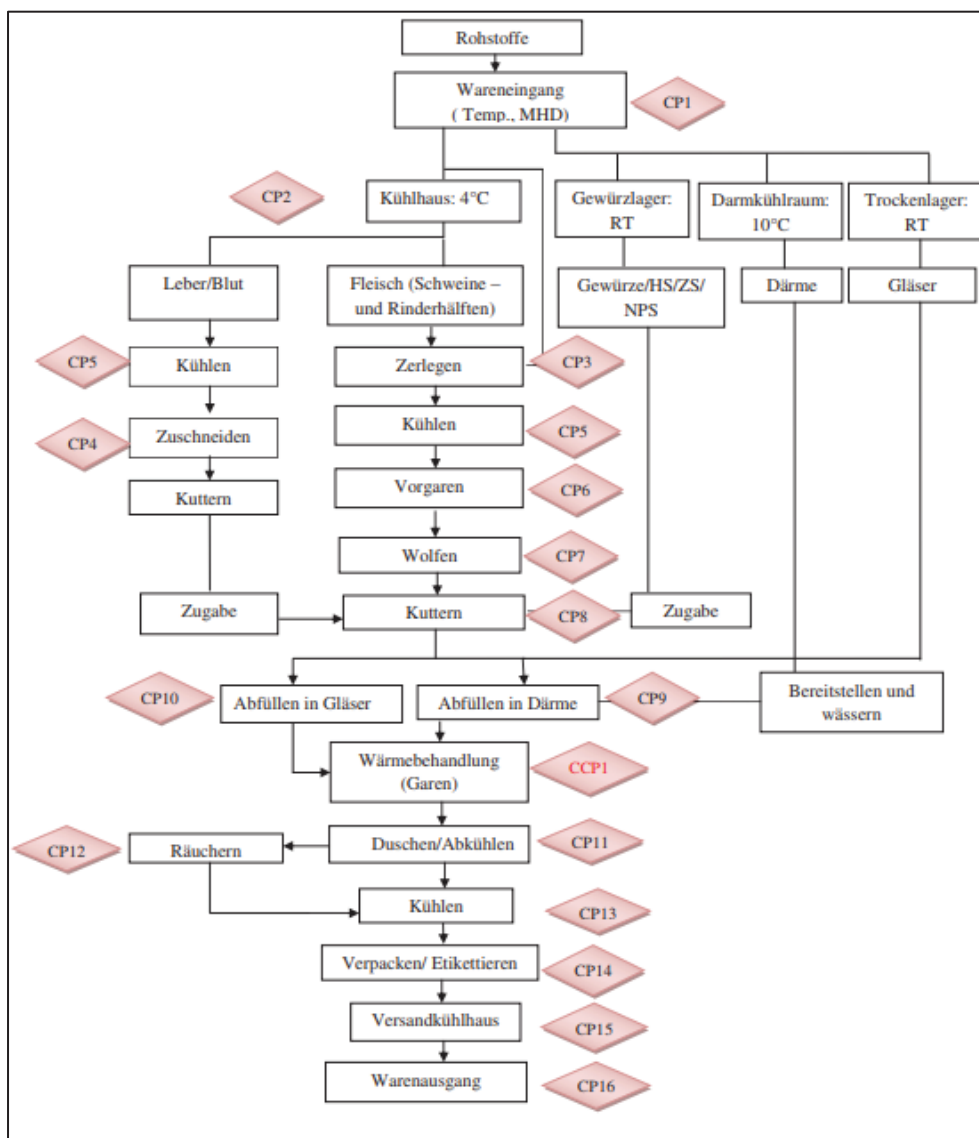 Rohstoffe
Wareneingang
( Temp., MHD)
CP1
CP2
Kühlhaus: 4°C
Gewürzlager:
RT
Darmkühlraum:
10°C
Trockenlager:
RT
Leber/Blut
Fleisch (Schweine –
und Rinderhälften)
Gewürze/HS/ZS/
NPS
Därme
Gläser
CP5
Kühlen
Zerlegen
CP3
CP4
Zuschneiden
Kühlen
CP5
Kuttern
Vorgaren
CP6
Wolfen
CP7
Zugabe
Kuttern
CP8
Zugabe
CP10
Abfüllen in Gläser
Abfüllen in Därme
CP9
Bereitstellen und
wässern
Wärmebehandlung
(Garen)
CCP1
CP12
Räuchern
Duschen/Abkühlen
CP11
Kühlen
CP13
Verpacken/ Etikettieren
CP14
Versandkühlhaus
CP15
Warenausgang
CP16